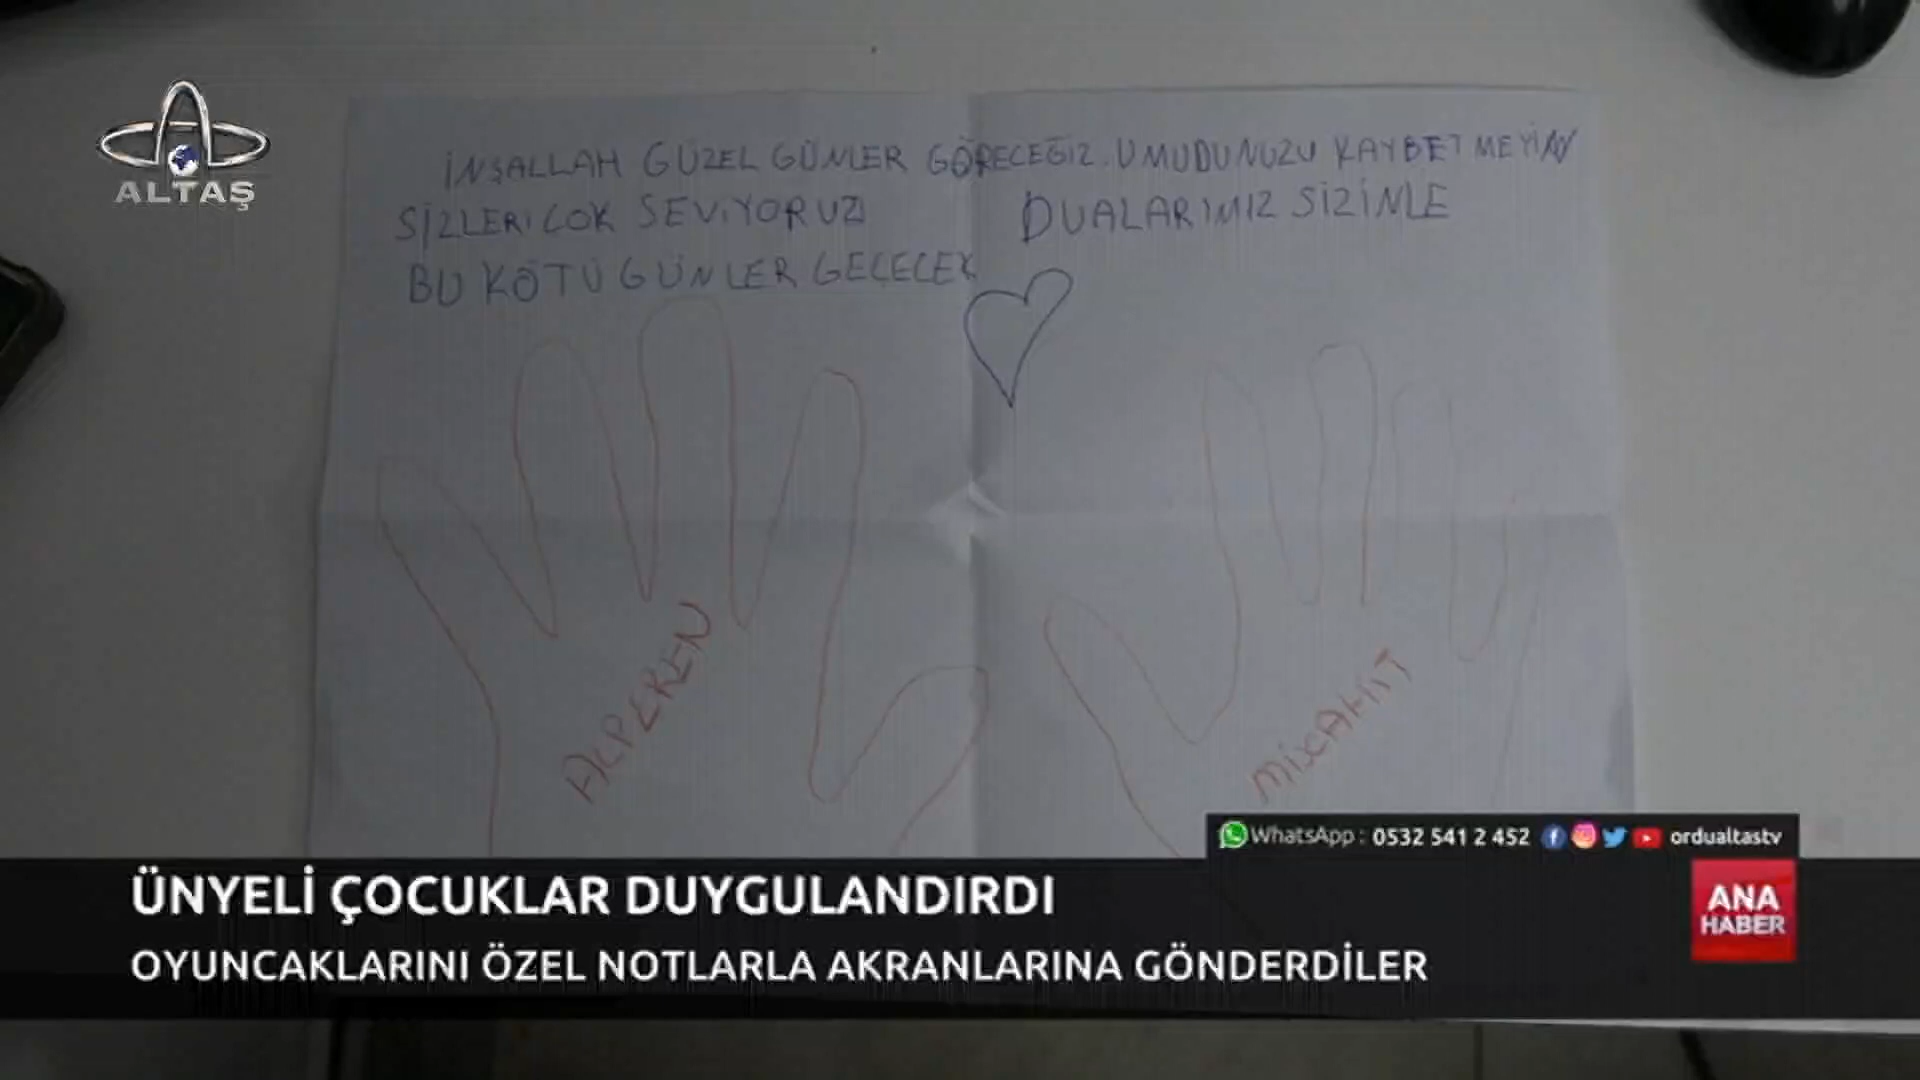 ALTAŞ
İNŞALLAH GÜZEL GÜNLER GÖRECEĞİZ. UMUDUNUZU KAYBETMEYİN
SİZLERİ ÇOK SEVİYORUZ DUALARIMIZ SİZİNLE
BU KÖTÜ GÜNLER GEÇECEK
ALPEREN
WhatsApp : 0532 541 2 452 ordualtastv
ÜNYELİ ÇOCUKLAR DUYGULANDIRDI
ANA HABER
OYUNCAKLARINI ÖZEL NOTLARLA AKRANLARINA GÖNDERDİLER